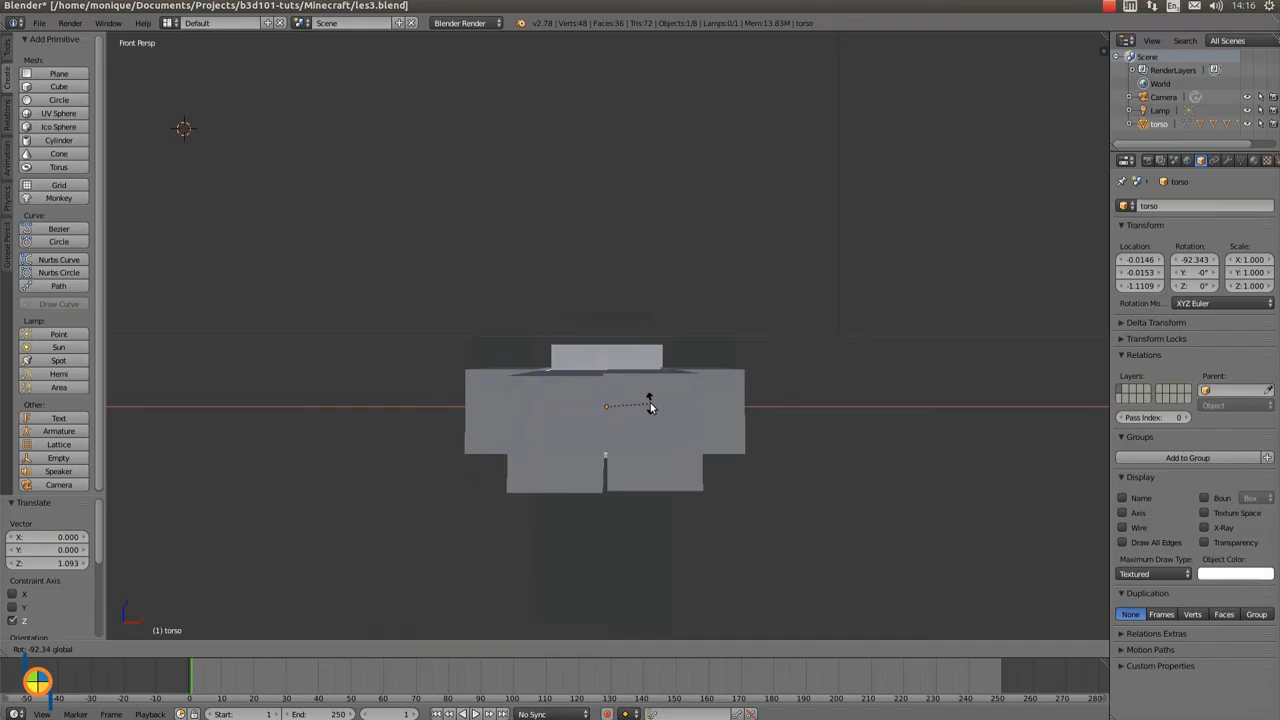 Blender* [/home/monique/Documents/Projects/b3d101-tuts/Minecraft/les3.blend]
En
14:16
File
Render
Window
Help
Default
Scene
Blender Render
v2.78 | Verts:48 | Faces:36 | Tris:72 | Objects:1/8 | Lamps:0/1 | Mem:13.83M | torso
View
Search
All Scenes
Add Primitive
Front Persp
Mesh:
Plane
Cube
Circle
UV Sphere
Ico Sphere
Cylinder
Cone
Torus
Grid
Monkey
Curve:
Bezier
Circle
Nurbs Curve
Nurbs Circle
Path
Draw Curve
Lamp:
Point
Sun
Spot
Hemi
Area
Other:
Text
Armature
Lattice
Empty
Speaker
Camera
Tools
Create
Relations
Animation
Physics
Grease Pencil
Translate
Vector
X: 0.000
Y: 0.000
Z: 1.093
Constraint Axis
X
Y
Z
Orientation
(1) torso
Scene
RenderLayers
World
Camera
Lamp
torso
torso
torso
Transform
Location: Rotation: Scale:
-0.0146 -92.343 X:1.000
-0.0153 Y: -0° Y:1.000
-1.1109 Z: 0° Z:1.000
Rotation Mo... XYZ Euler
Delta Transform
Transform Locks
Relations
Layers: Parent:
Object
Pass Index: 0
Groups
Add to Group
Display
Name Boun Box
Axis Texture Space
Wire X-Ray
Draw All Edges Transparency
Maximum Draw Type: Object Color:
Textured
Duplication
None Frames Verts Faces Group
Relations Extras
Motion Paths
Custom Properties
Rot: -92.34 global
-50 -40 -30 -20 -10 0 10 20 30 40 50 60 70 80 90 100 110 120 130 140 150 160 170 180 190 200 210 220 230 240 250 260 270 280
View Marker Frame Playback Start: 1 End: 250 1 No Sync